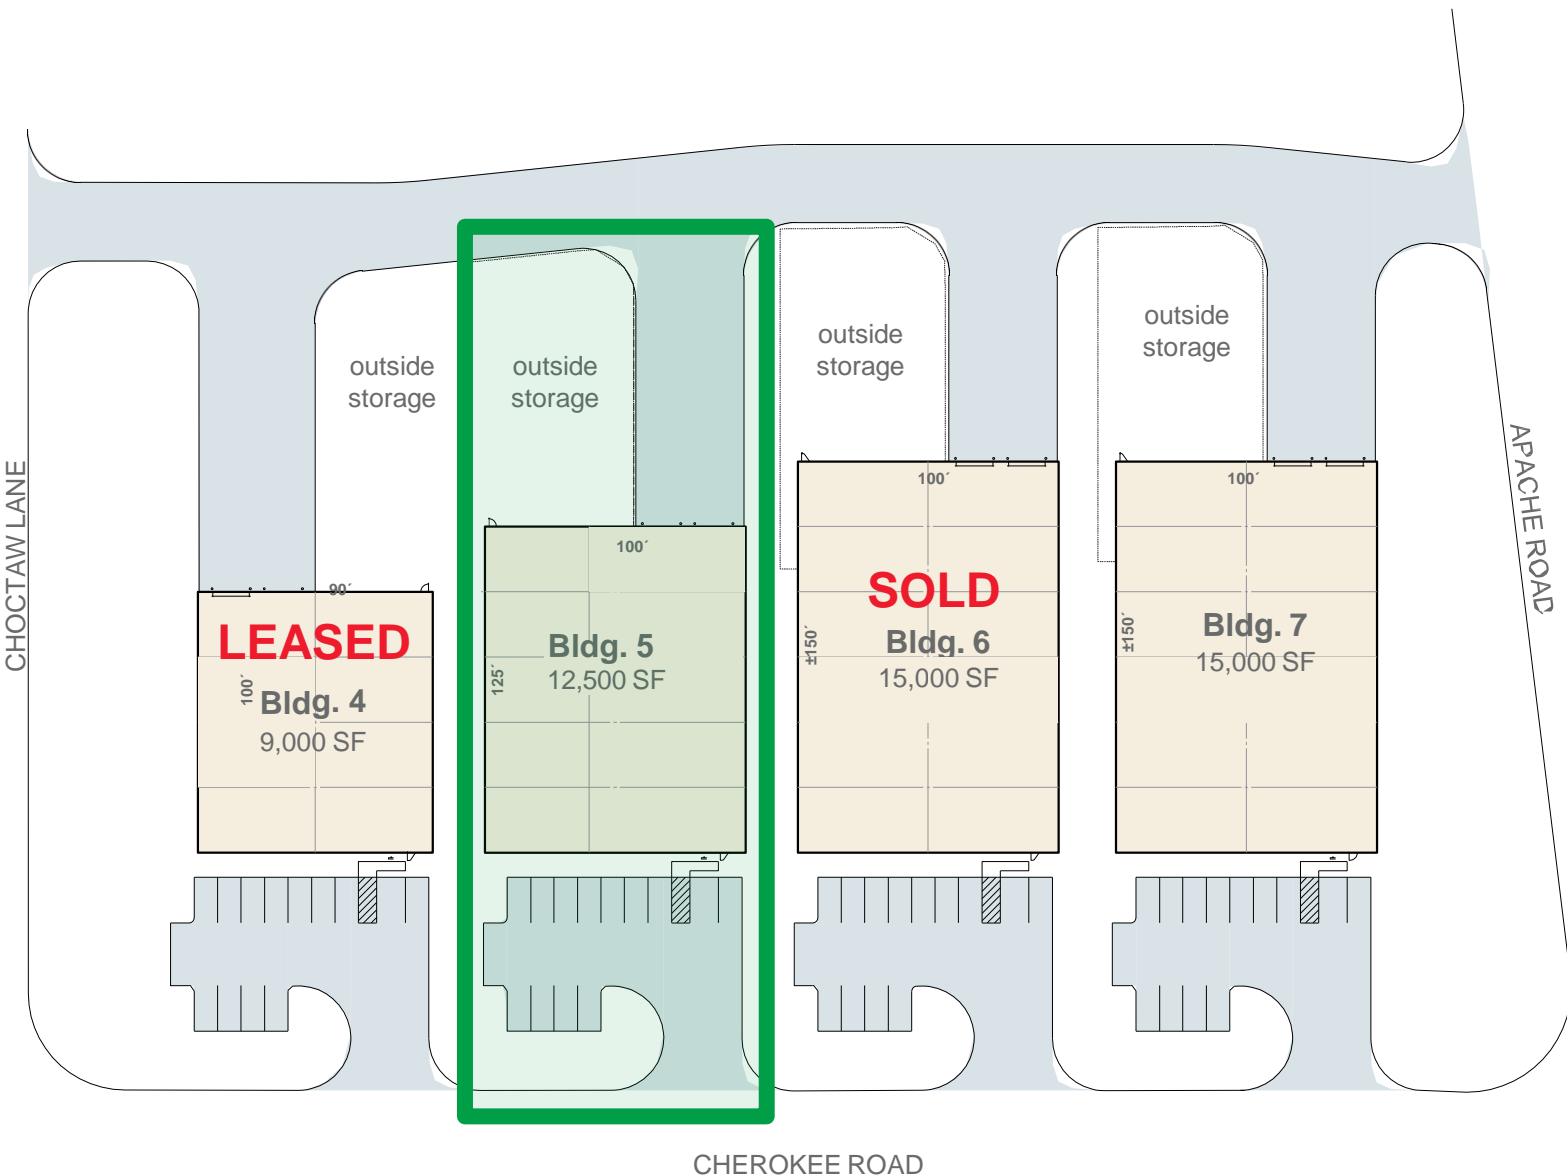 outside
storage
outside
storage
outside
storage
outside
storage
CHOCTAW LANE
APACHE ROAD
90´
LEASED
100´
Bldg. 4
9,000 SF
100´
125´
Bldg. 5
12,500 SF
100´
SOLD
±150´
Bldg. 6
15,000 SF
100´
±150´
Bldg. 7
15,000 SF
CHEROKEE ROAD